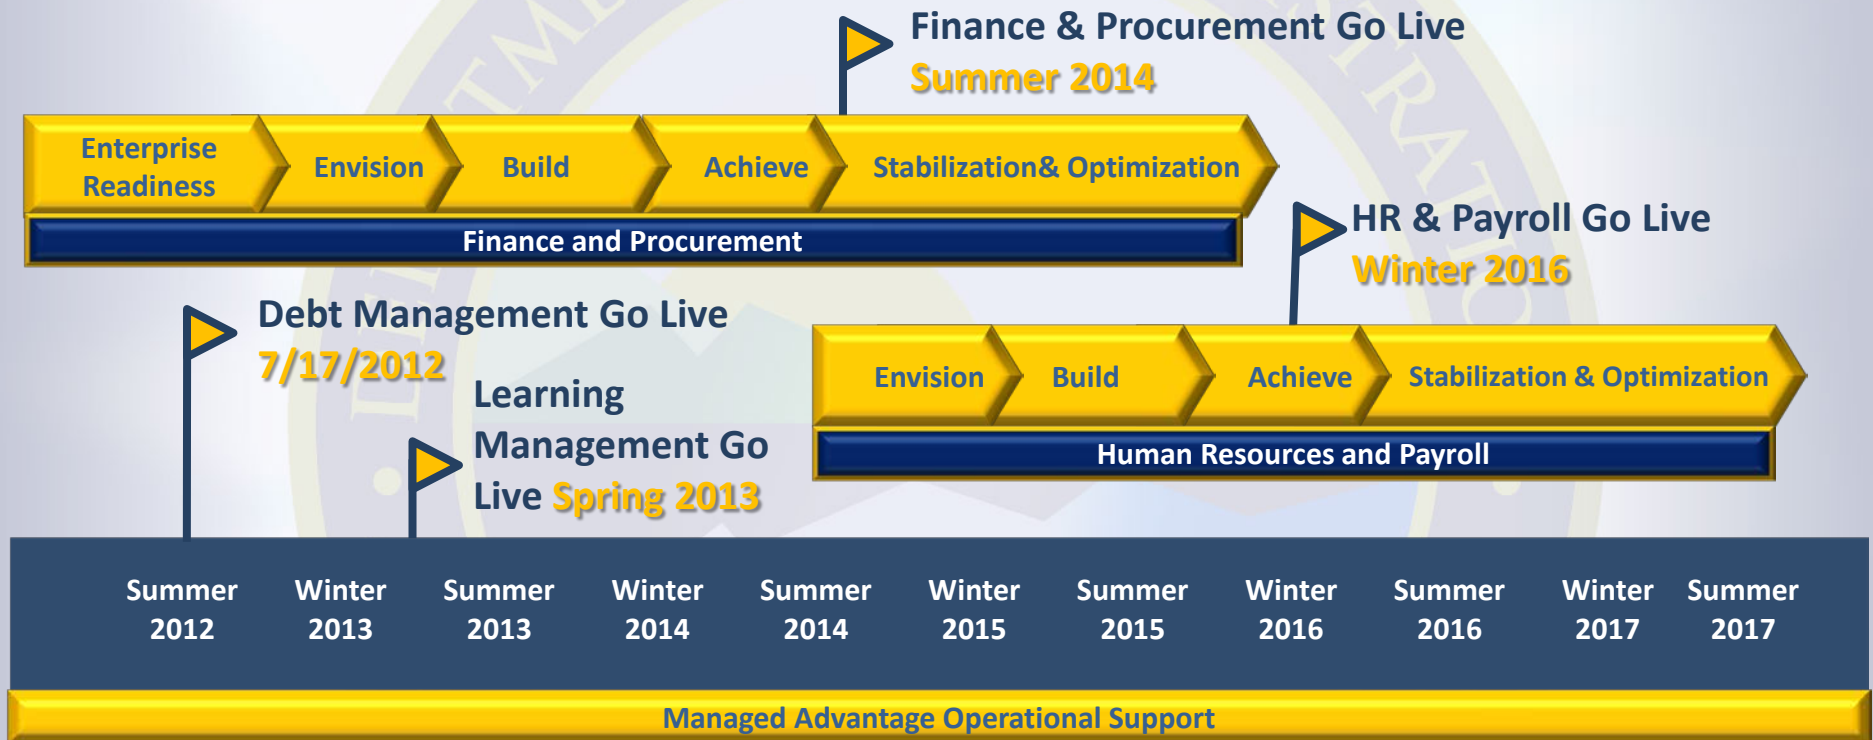 Finance & Procurement Go Live
Summer 2014
Enterprise
Readiness
Envision
Build
Achieve
Stabilization& Optimization
Finance and Procurement
HR & Payroll Go Live
Winter 2016
Debt Management Go Live
7/17/2012
Learning
Management Go
Live Spring 2013
Envision
Build
Achieve
Stabilization & Optimization
Human Resources and Payroll
Summer
2012
Winter
2013
Summer
2013
Winter
2014
Summer
2014
Winter
2015
Summer
2015
Winter
2016
Summer
2016
Winter
2017
Summer
2017
Managed Advantage Operational Support